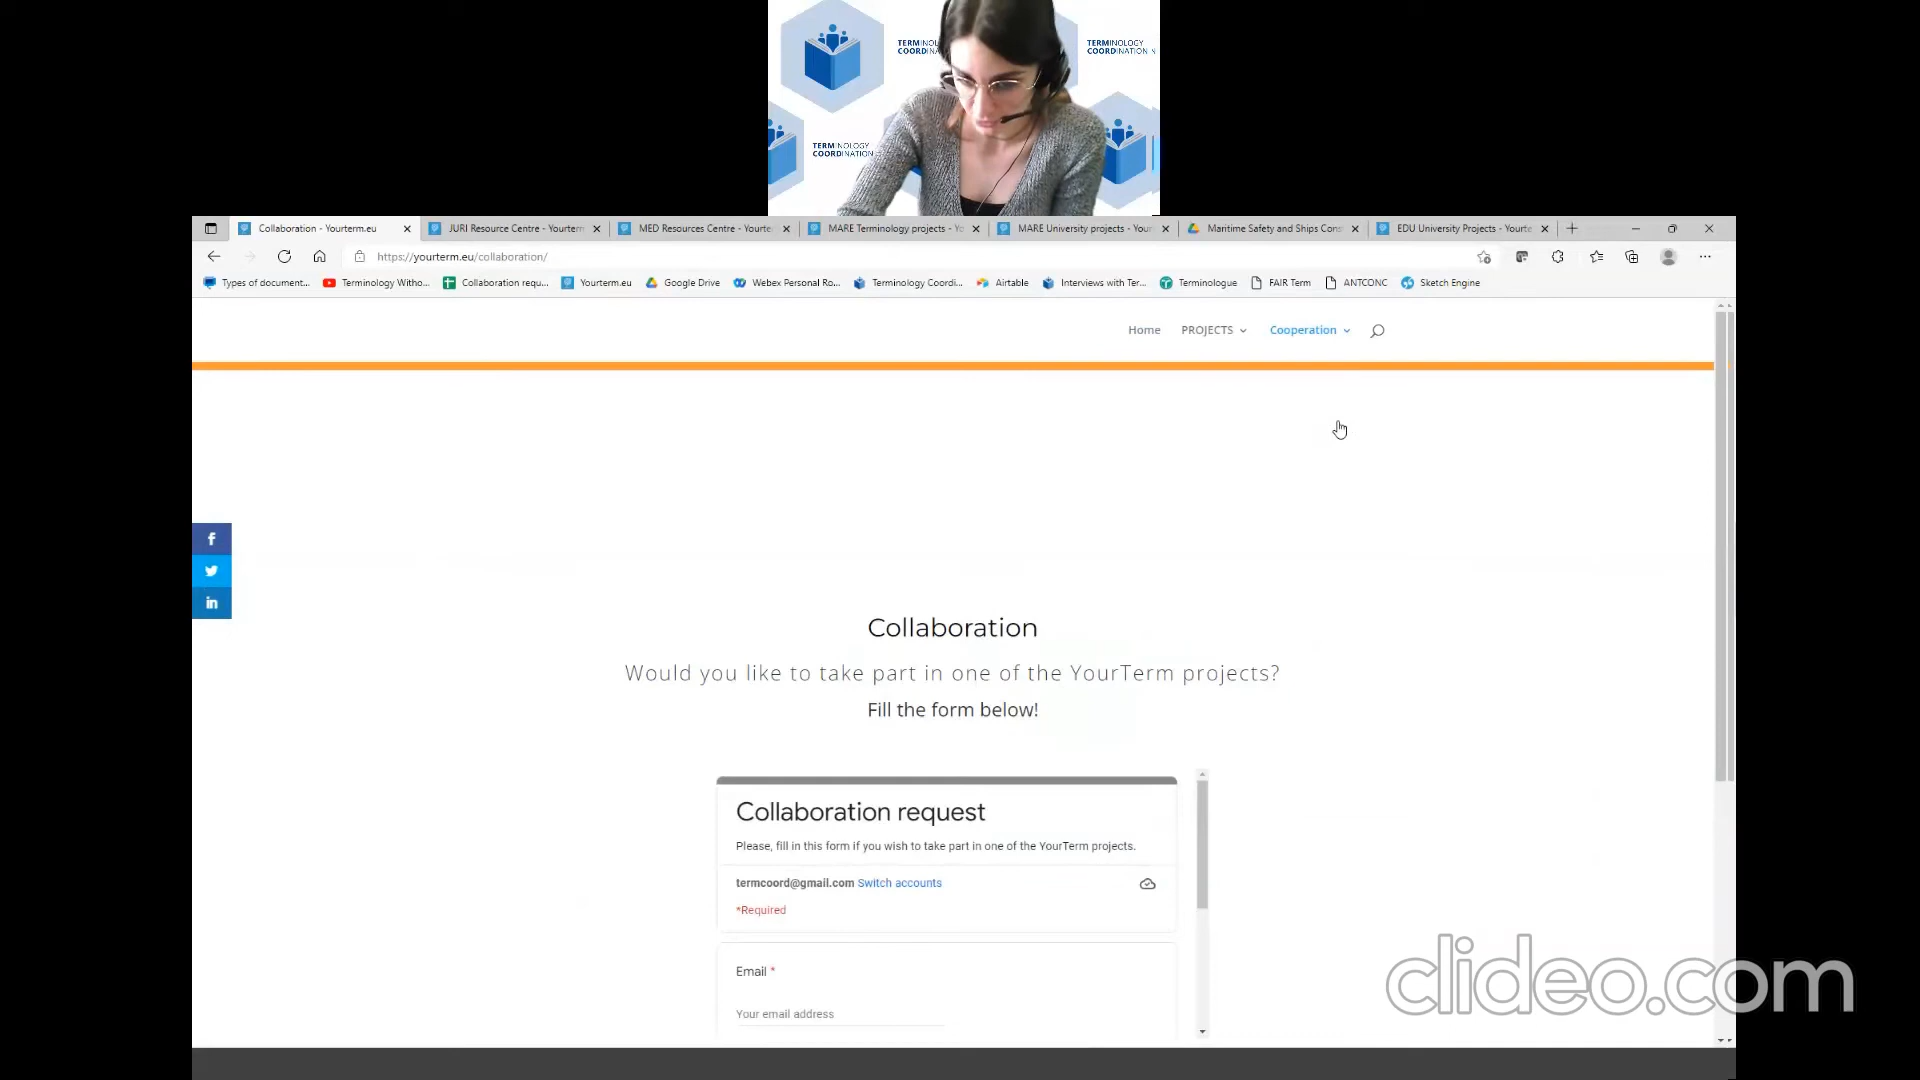 TERMINOL
COORDINA
TERMINOLOGY
COORDINATION
TERMINOLOGY
COORDINATION
Collaboration - Yourterm.eu
JURI Resource Centre - Yourterm
MED Resources Centre - Yourte
MARE Terminology projects - Yo
MARE University projects - Your
Maritime Safety and Ships Cons
EDU University Projects - Yourte
https://yourterm.eu/collaboration/
Types of document...
Terminology Witho...
Collaboration requ...
Yourterm.eu
Google Drive
Webex Personal Ro...
Terminology Coordi...
Airtable
Interviews with Ter...
Terminologue
FAIR Term
ANTCONC
Sketch Engine
Home
PROJECTS
Cooperation
Collaboration
Would you like to take part in one of the YourTerm projects?
Fill the form below!
Collaboration request
Please, fill in this form if you wish to take part in one of the YourTerm projects.
termcoord@gmail.com Switch accounts
*Required
Email *
Your email address
clideo.com